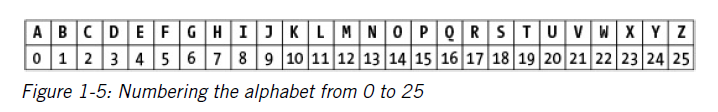 A B C D E F G H I J K L M N O P Q R S T U V W X Y Z
0 1 2 3 4 5 6 7 8 9 10 11 12 13 14 15 16 17 18 19 20 21 22 23 24 25
Figure 1-5: Numbering the alphabet from 0 to 25